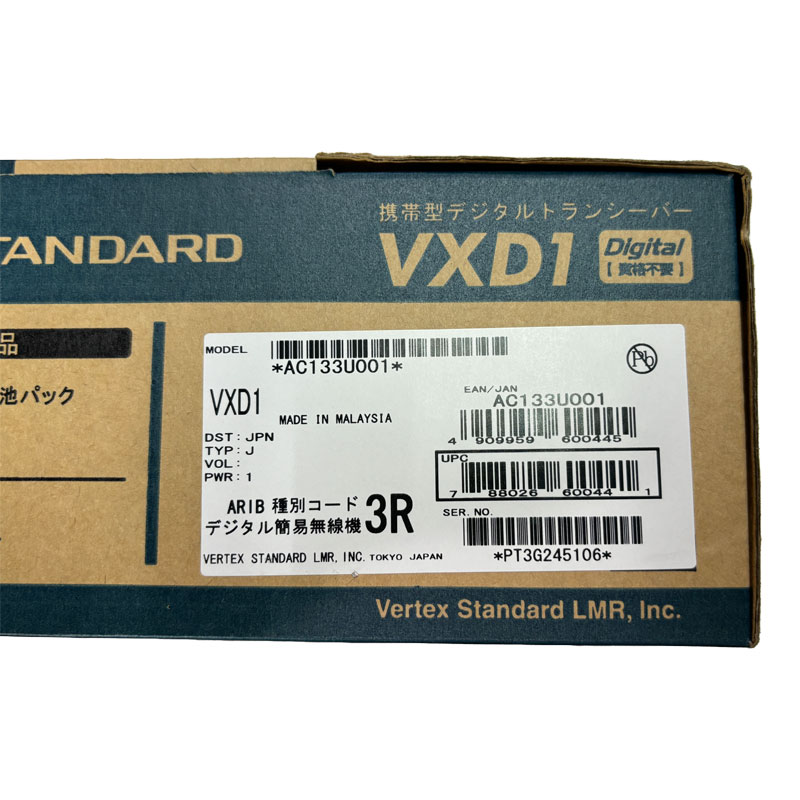 携帯型デジタルトランシーバー
STANDARD
VXD1
Digital
【資格不要】
品
池パック
MODEL
*AC133U001*
Pb
VXD1
MADE IN MALAYSIA
EAN/JAN
AC133U001
4 909959 600445
DST: JPN
TYP: J
VOL:
PWR: 1
UPC
7 88026 60044 1
ARIB 種別コード
デジタル簡易無線機 3R
SER. NO.
*PT3G245106*
VERTEX STANDARD LMR, INC. TOKYO JAPAN
Vertex Standard LMR, Inc.